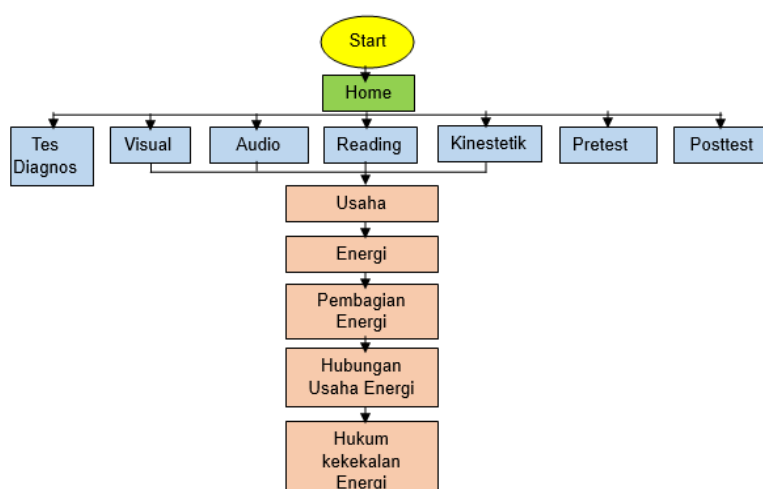 Start
Home
Tes
Diagnos
Visual
Audio
Reading
Kinestetik
Pretest
Posttest
Usaha
Energi
Pembagian
Energi
Hubungan
Usaha Energi
Hukum
kekekalan
Energi